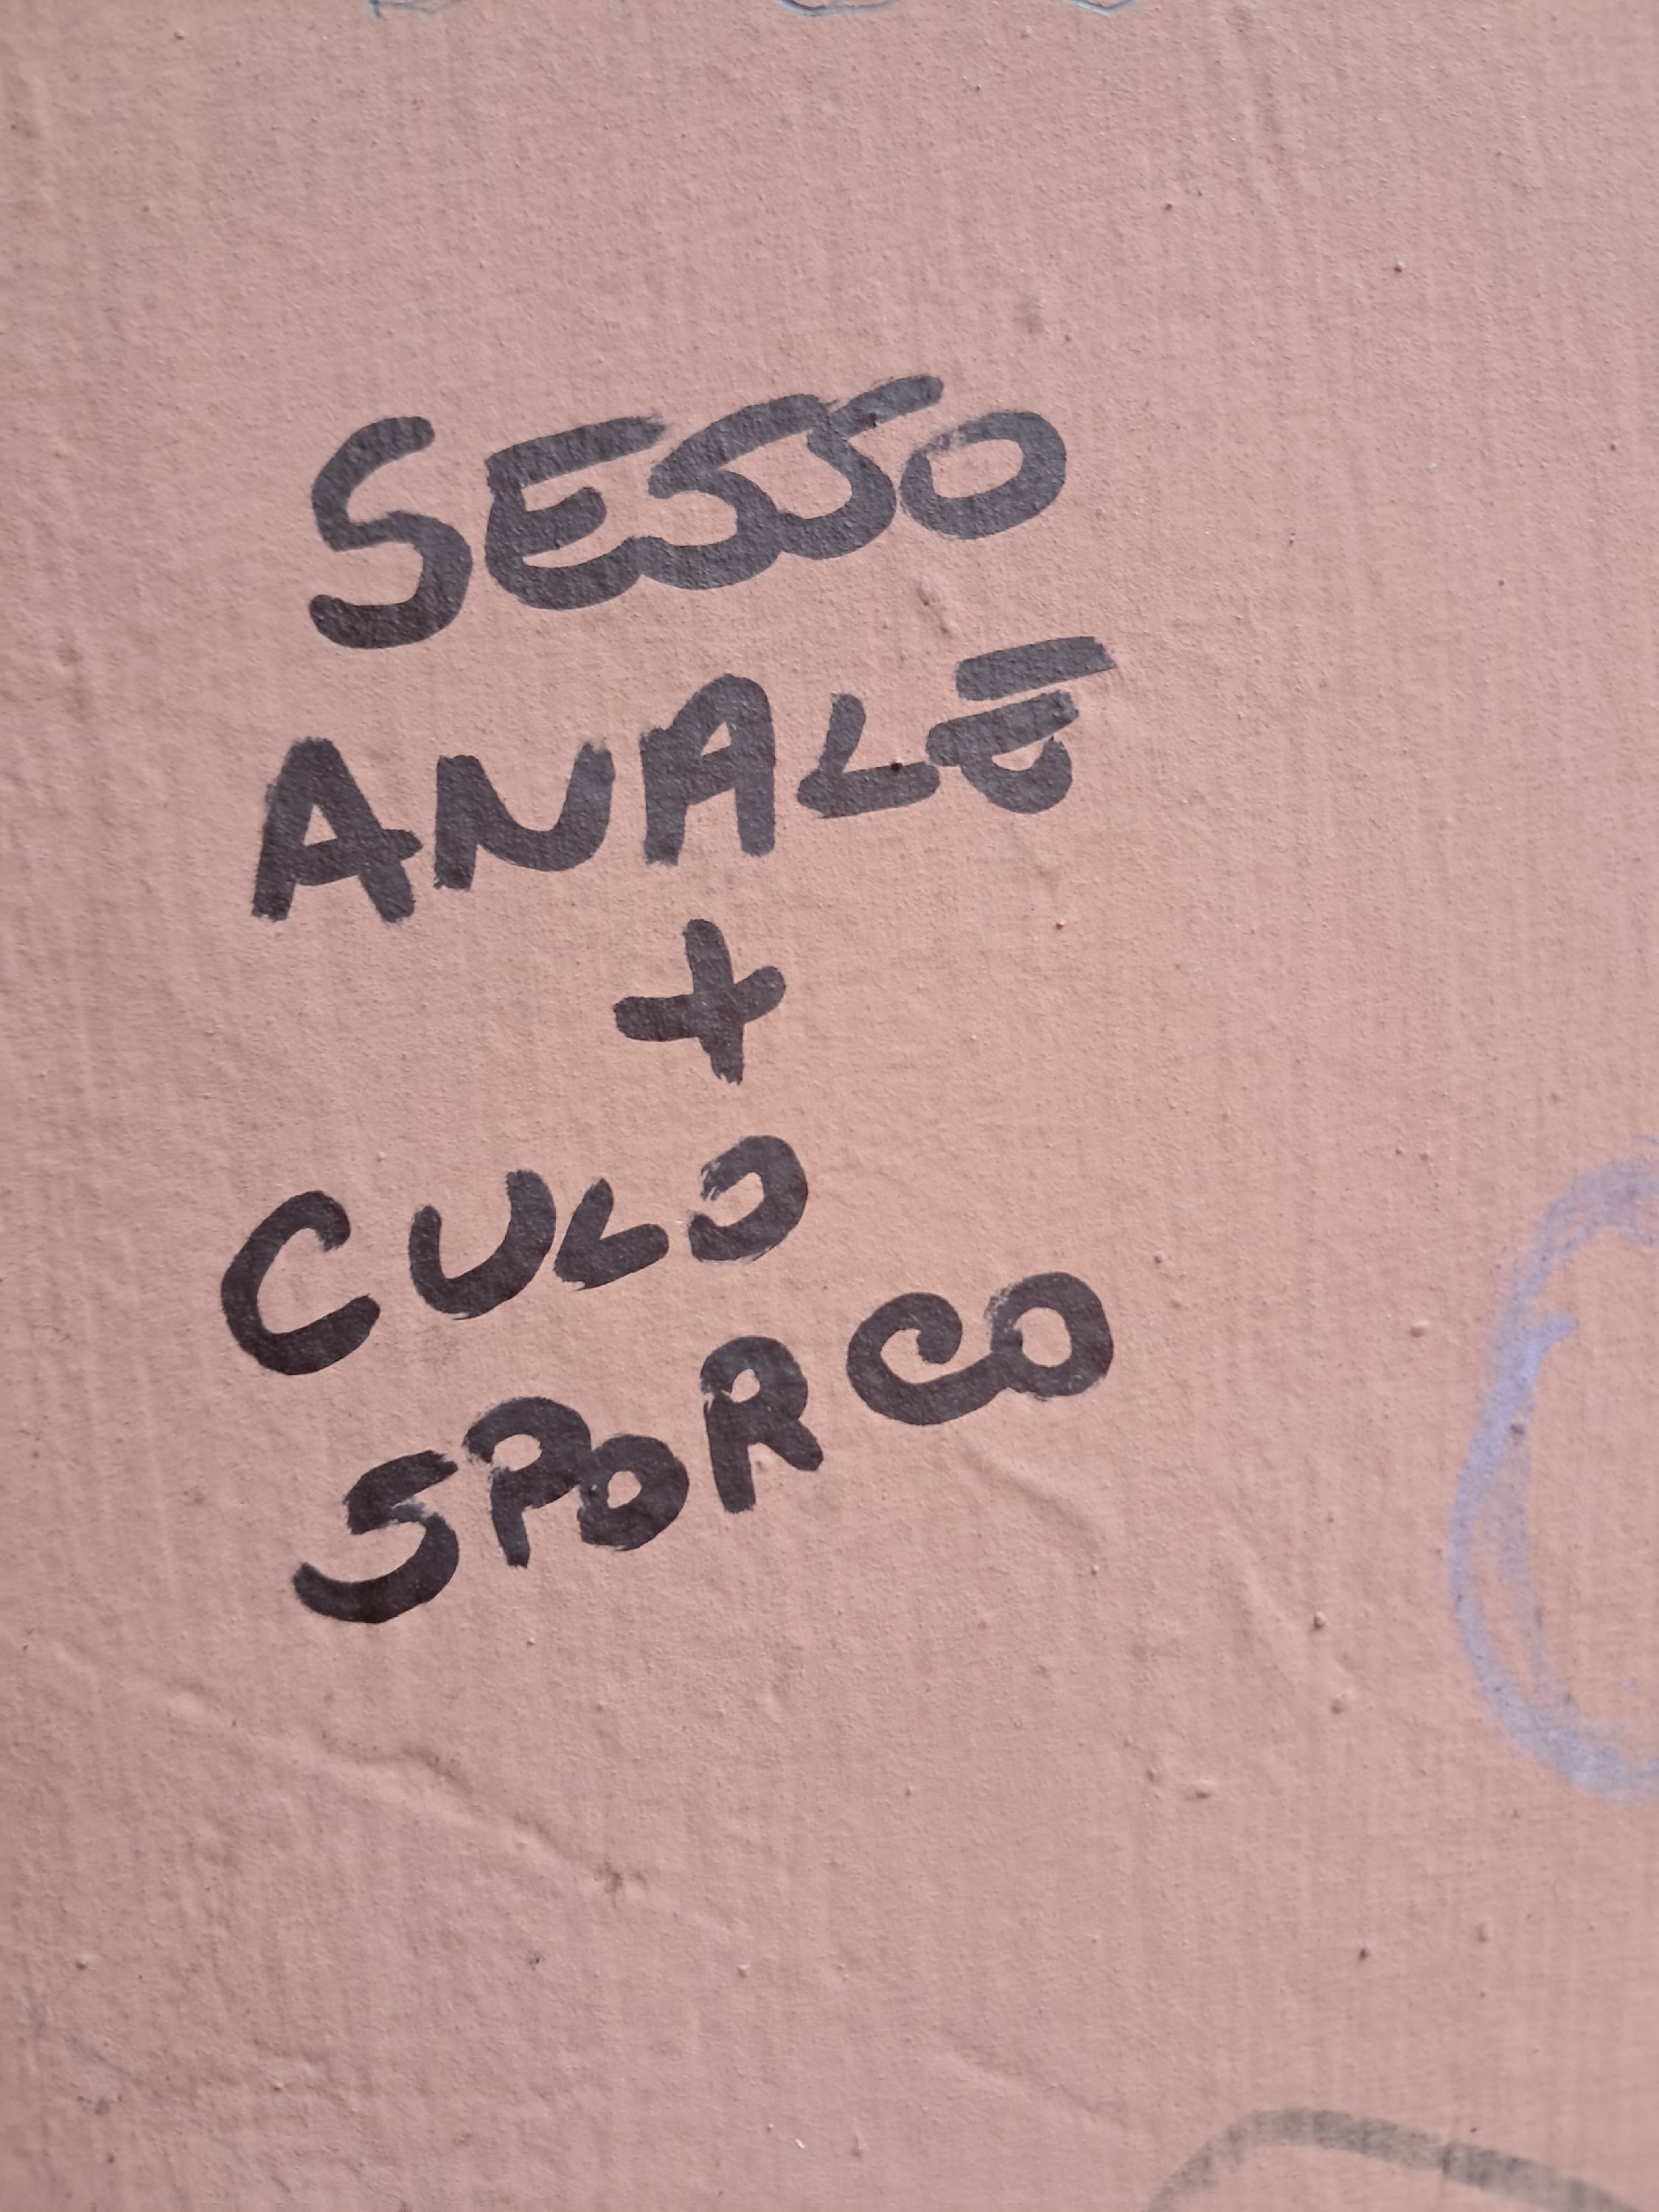 SESSO
ANALE
+
CULO
SPORCO